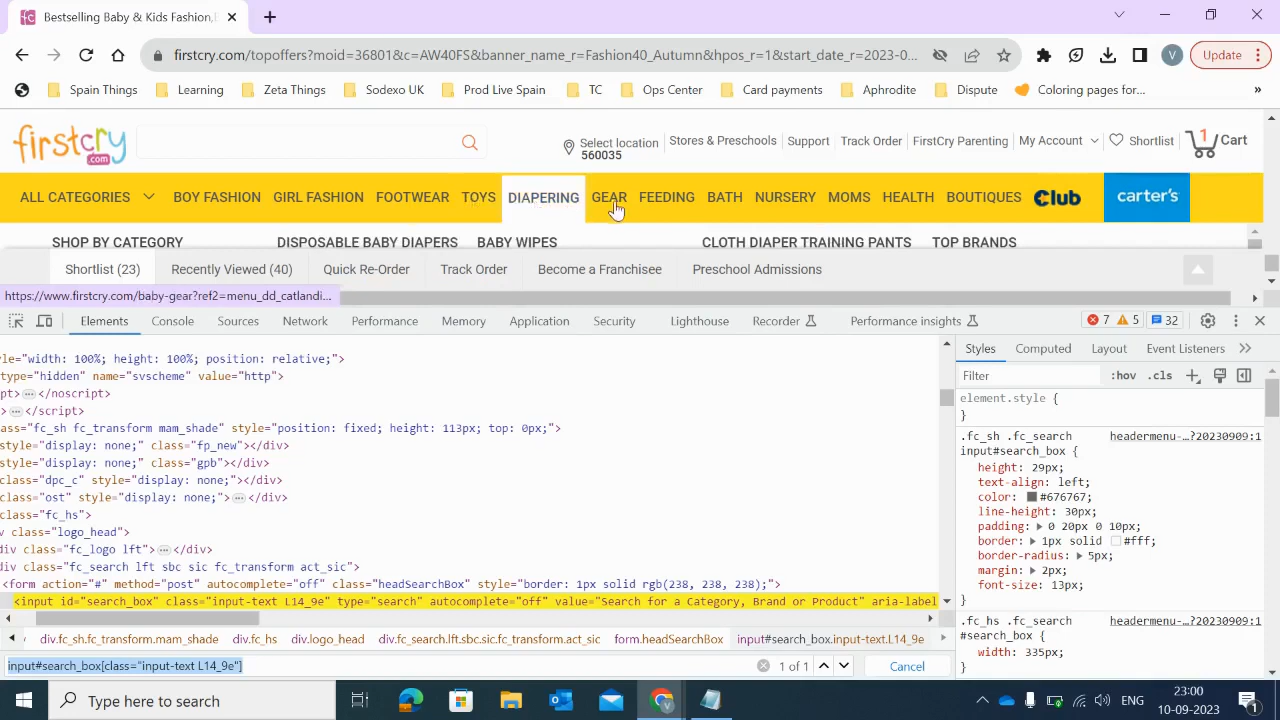 Bestselling Baby & Kids Fashion,
firstcry.com/topoffers?moid=36801&c=AW40FS&banner_name_r=Fashion40_Autumn&hpos_r=1&start_date_r=2023-0...
V
Update
Spain Things
Learning
Zeta Things
Sodexo UK
Prod Live Spain
TC
Ops Center
Card payments
Aphrodite
Dispute
Coloring pages for...
»
firstcry
.com
Select location
560035
Stores & Preschools
Support
Track Order
FirstCry Parenting
My Account
Shortlist
1
Cart
ALL CATEGORIES
BOY FASHION
GIRL FASHION
FOOTWEAR
TOYS
DIAPERING
GEAR
FEEDING
BATH
NURSERY
MOMS
HEALTH
BOUTIQUES
Club
carter's
SHOP BY CATEGORY
DISPOSABLE BABY DIAPERS
BABY WIPES
CLOTH DIAPER TRAINING PANTS
TOP BRANDS
Shortlist (23)
Recently Viewed (40)
Quick Re-Order
Track Order
Become a Franchisee
Preschool Admissions
https://www.firstcry.com/baby-gear?ref2=menu_dd_catlandi...
Elements
Console
Sources
Network
Performance
Memory
Application
Security
Lighthouse
Recorder
Performance insights
7
5
32
tyle="width: 100%; height: 100%; position: relative;">
type="hidden" name="svscheme" value="http">
pt>…</noscript>
>…</script>
lass="fc_sh fc_transform mam_shade" style="position: fixed; height: 113px; top: 0px;">
style="display: none;" class="fp_new"></div>
style="display: none;" class="gpb"></div>
class="dpc_c" style="display: none;"></div>
class="ost" style="display: none;">…</div>
class="fc_hs">
v class="logo_head">
div class="fc_logo lft">…</div>
div class="fc_search lft sbc sic fc_transform act_sic">
<form action="#" method="post" autocomplete="off" class="headSearchBox" style="border: 1px solid rgb(238, 238, 238);">
<input id="search_box" class="input-text L14_9e" type="search" autocomplete="off" value="Search for a Category, Brand or Product" aria-label
div.fc_sh.fc_transform.mam_shade
div.fc_hs
div.logo_head
div.fc_search.lft.sbc.sic.fc_transform.act_sic
form.headSearchBox
input#search_box.input-text.L14_9e
input#search_box[class="input-text L14_9e"]
1 of 1
Cancel
Styles
Computed
Layout
Event Listeners
»
Filter
:hov
.cls
element.style {
}
.fc_sh .fc_search
headermenu-…?20230909:1
input#search_box {
height: 29px;
text-align: left;
color: #676767;
line-height: 30px;
padding: 0 20px 0 10px;
border: 1px solid #fff;
border-radius: 5px;
margin: 2px;
font-size: 13px;
}
.fc_hs .fc_search
headermenu-…?20230909:1
#search_box {
width: 335px;
}
Type here to search
ENG
23:00
10-09-2023
1